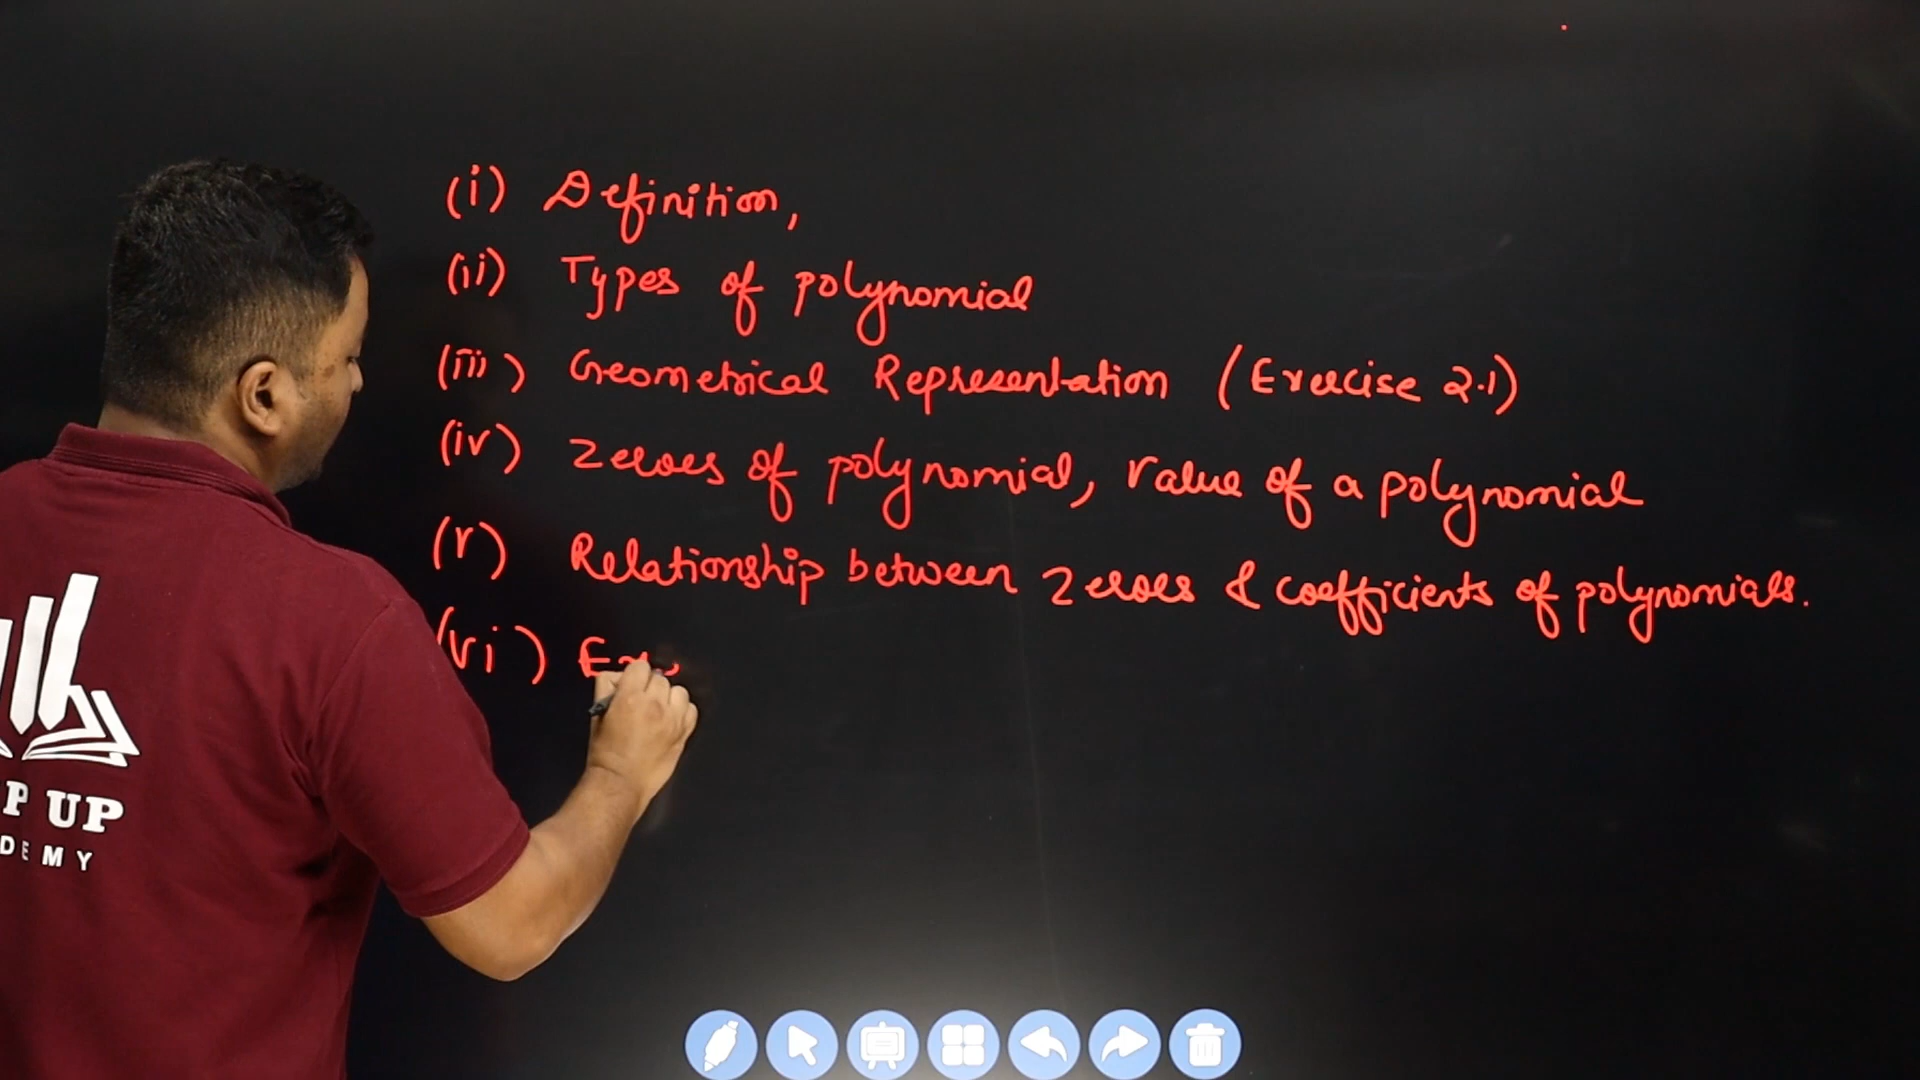 (i) Definition,
(ii) Types of polynomial
(iii) Geometrical Representation (Exercise 2.1)
(iv) Zeroes of polynomial, Value of a polynomial
(v) Relationship between Zeroes & coefficients of polynomials.
(vi)
P UP
DEMY